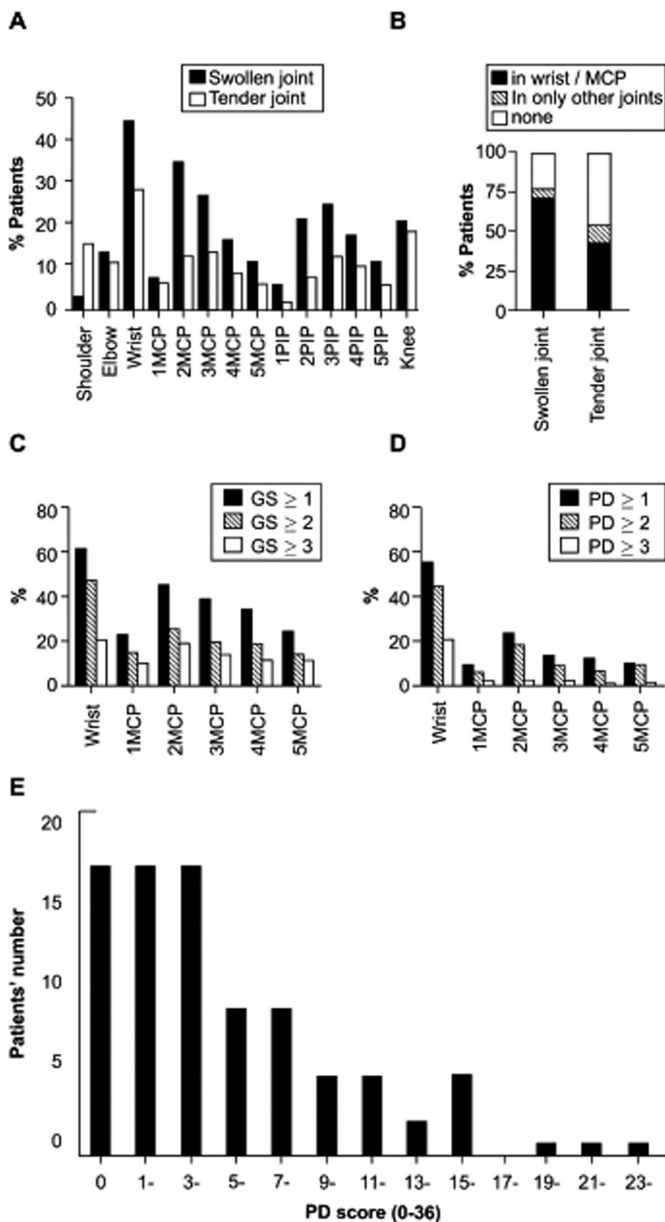 A
Swollen joint
Tender joint
% Patients
50
40
30
20
10
0
Shoulder
Elbow
Wrist
1MCP
2MCP
3MCP
4MCP
5MCP
1PIP
2PIP
3PIP
4PIP
5PIP
Knee
B
in wrist / MCP
In only other joints
none
% Patients
100
75
50
25
0
Swollen joint
Tender joint
C
GS ≥ 1
GS ≥ 2
GS ≥ 3
%
80
60
40
20
0
Wrist
1MCP
2MCP
3MCP
4MCP
5MCP
D
PD ≥ 1
PD ≥ 2
PD ≥ 3
%
80
60
40
20
0
Wrist
1MCP
2MCP
3MCP
4MCP
5MCP
E
Patients' number
20
15
10
5
0
0 1- 3- 5- 7- 9- 11- 13- 15- 17- 19- 21- 23-
PD score (0-36)